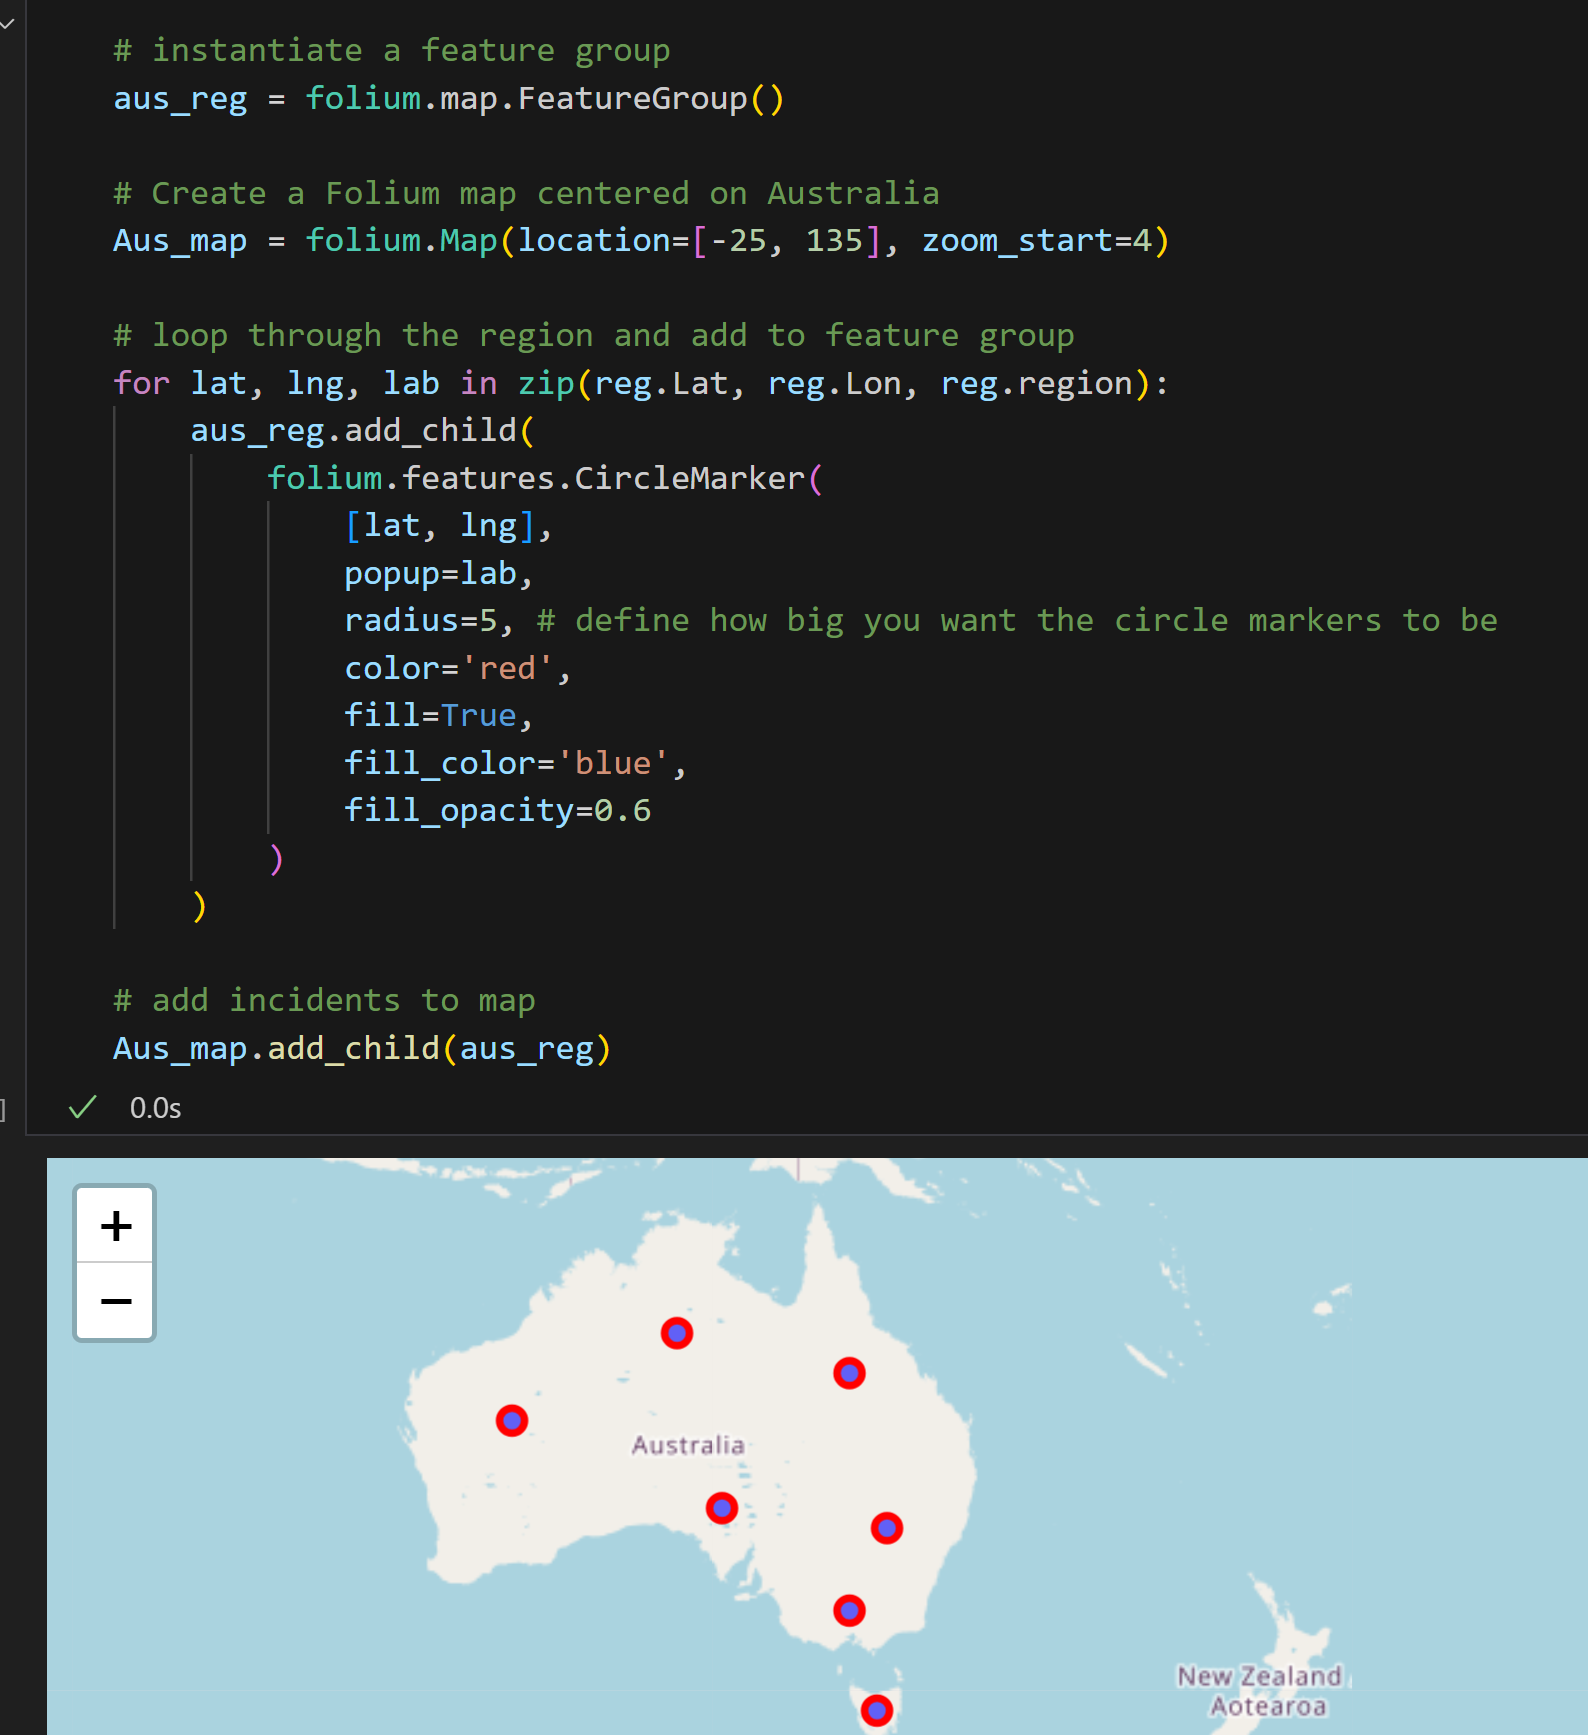 # instantiate a feature group
aus_reg = folium.map.FeatureGroup()
# Create a Folium map centered on Australia
Aus_map = folium.Map(location=[-25, 135], zoom_start=4)
# loop through the region and add to feature group
for lat, lng, lab in zip(reg.Lat, reg.Lon, reg.region):
    aus_reg.add_child(
        folium.features.CircleMarker(
            [lat, lng],
            popup=lab,
            radius=5, # define how big you want the circle markers to be
            color='red',
            fill=True,
            fill_color='blue',
            fill_opacity=0.6
        )
    )
# add incidents to map
Aus_map.add_child(aus_reg)
] 0.0s
+
−
Australia
New Zealand
Aotearoa